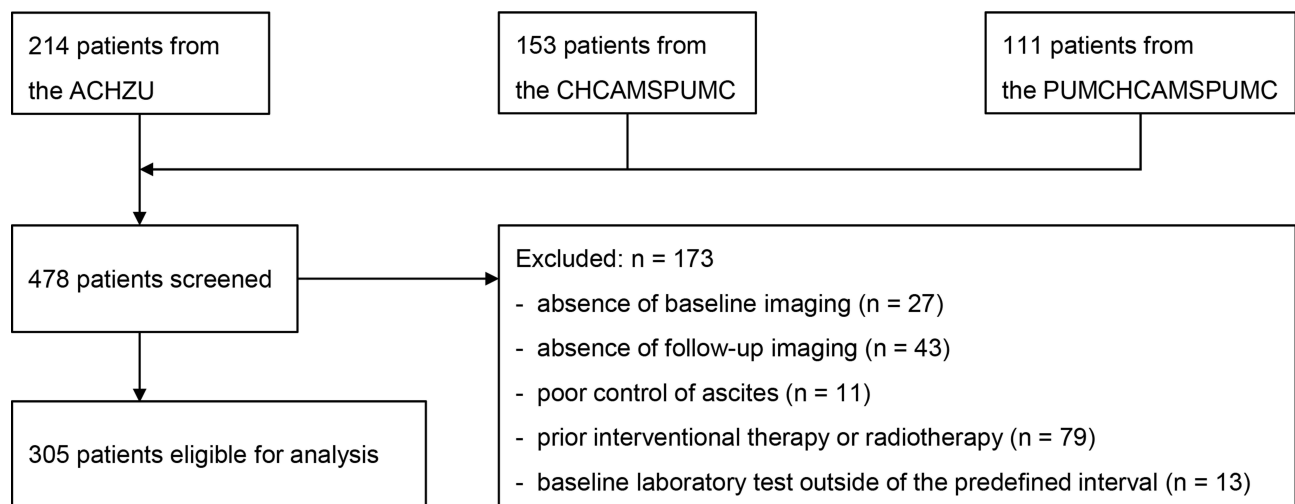 214 patients from
the ACHZU
153 patients from
the CHCAMSPUMC
111 patients from
the PUMCHCAMSPUMC
478 patients screened
Excluded: n = 173
- absence of baseline imaging (n = 27)
- absence of follow-up imaging (n = 43)
- poor control of ascites (n = 11)
- prior interventional therapy or radiotherapy (n = 79)
- baseline laboratory test outside of the predefined interval (n = 13)
305 patients eligible for analysis